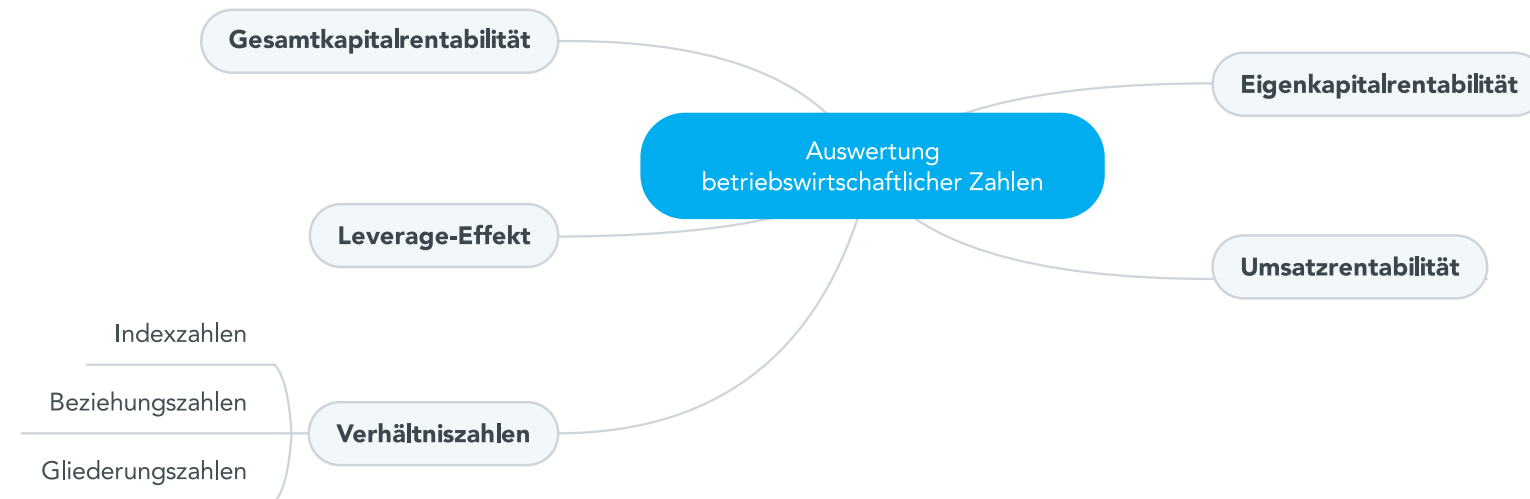 Gesamtkapitalrentabilität
Eigenkapitalrentabilität
Auswertung
betriebswirtschaftlicher Zahlen
Leverage-Effekt
Umsatzrentabilität
Indexzahlen
Beziehungszahlen
Verhältniszahlen
Gliederungszahlen